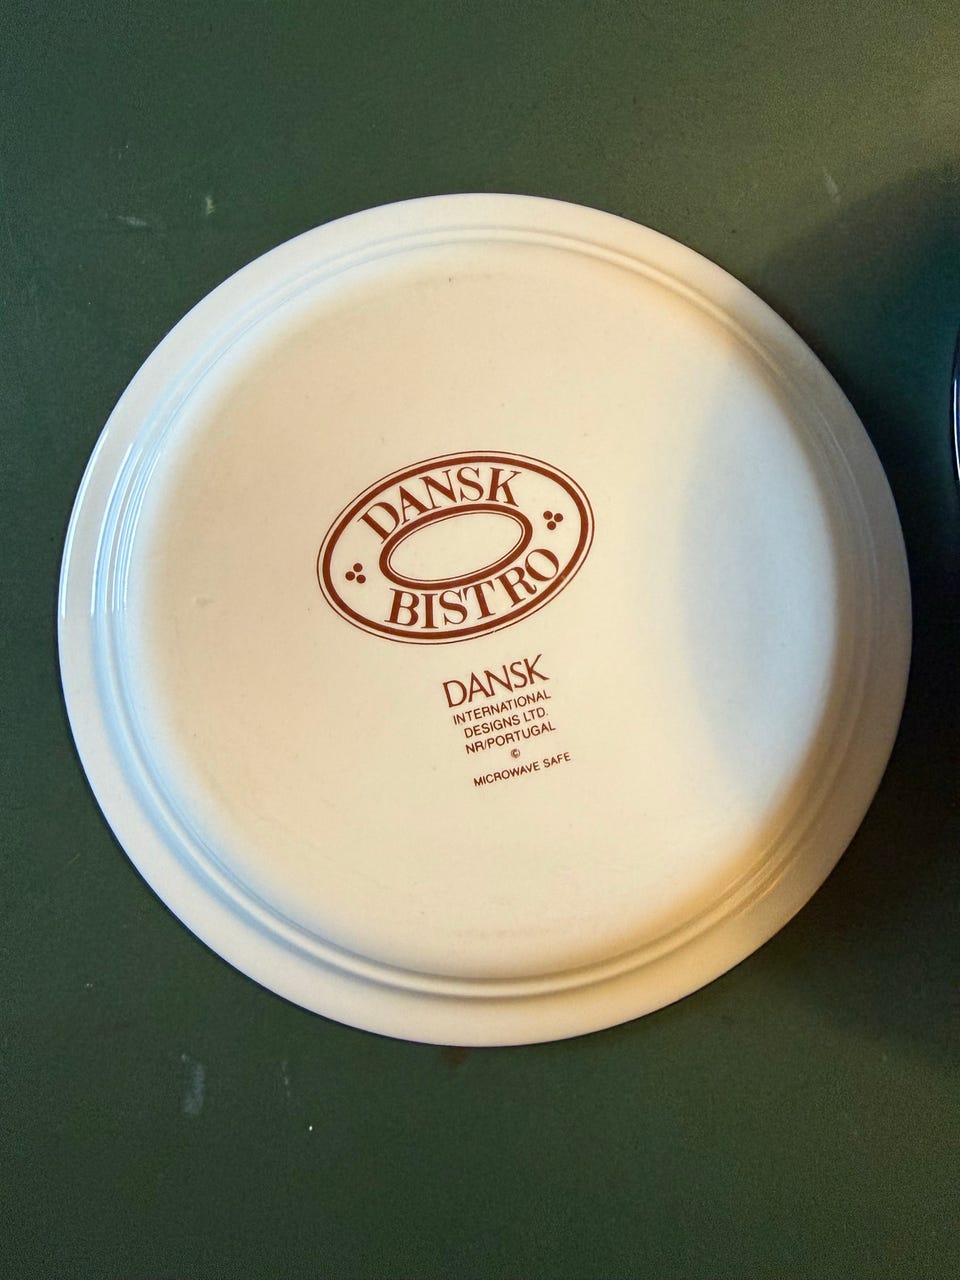 DANSK
BISTRO
DANSK
INTERNATIONAL
DESIGNS LTD.
NR/PORTUGAL
©
MICROWAVE SAFE